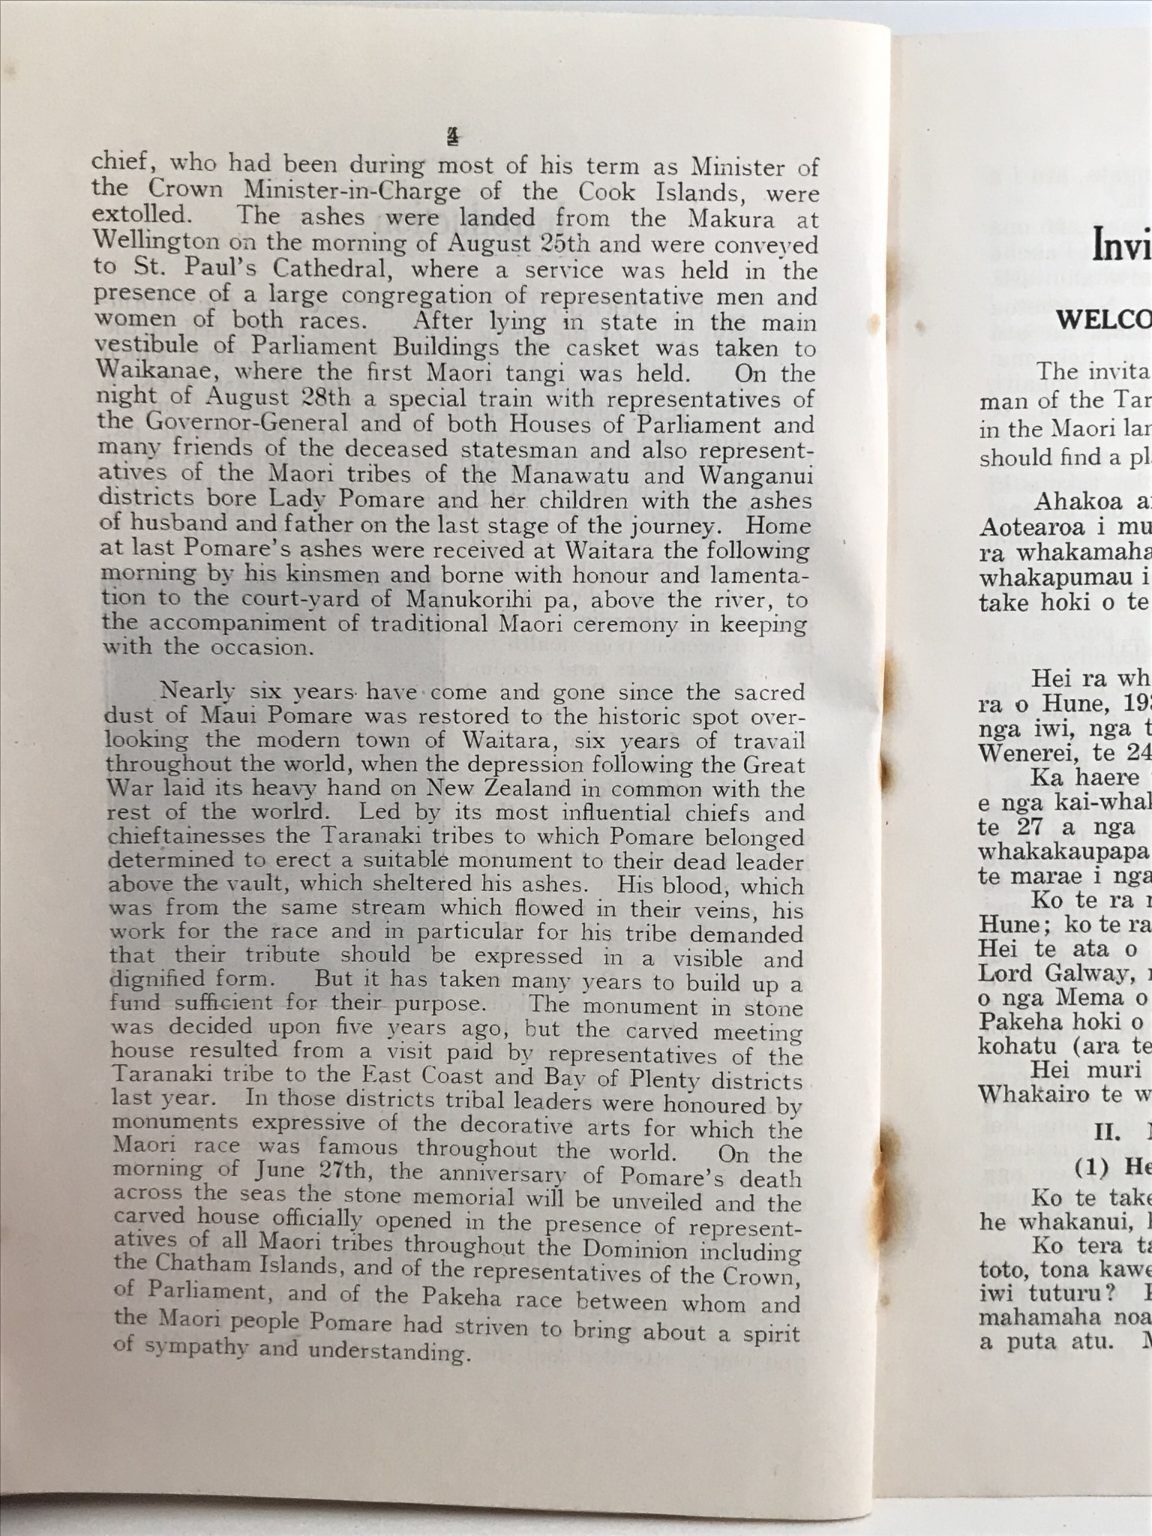 4
chief, who had been during most of his term as Minister of
the Crown Minister-in-Charge of the Cook Islands, were
extolled. The ashes were landed from the Makura at
Wellington on the morning of August 25th and were conveyed
to St. Paul's Cathedral, where a service was held in the
presence of a large congregation of representative men and
women of both races. After lying in state in the main
vestibule of Parliament Buildings the casket was taken to
Waikanae, where the first Maori tangi was held. On the
night of August 28th a special train with representatives of
the Governor-General and of both Houses of Parliament and
many friends of the deceased statesman and also represent-
atives of the Maori tribes of the Manawatu and Wanganui
districts bore Lady Pomare and her children with the ashes
of husband and father on the last stage of the journey. Home
at last Pomare's ashes were received at Waitara the following
morning by his kinsmen and borne with honour and lamenta-
tion to the court-yard of Manukorihi pa, above the river, to
the accompaniment of traditional Maori ceremony in keeping
with the occasion.
Nearly six years have come and gone since the sacred
dust of Maui Pomare was restored to the historic spot over-
looking the modern town of Waitara, six years of travail
throughout the world, when the depression following the Great
War laid its heavy hand on New Zealand in common with the
rest of the worlrd. Led by its most influential chiefs and
chieftainesses the Taranaki tribes to which Pomare belonged
determined to erect a suitable monument to their dead leader
above the vault, which sheltered his ashes. His blood, which
was from the same stream which flowed in their veins, his
work for the race and in particular for his tribe demanded
that their tribute should be expressed in a visible and
dignified form. But it has taken many years to build up a
fund sufficient for their purpose. The monument in stone
was decided upon five years ago, but the carved meeting
house resulted from a visit paid by representatives of the
Taranaki tribe to the East Coast and Bay of Plenty districts
last year. In those districts tribal leaders were honoured by
monuments expressive of the decorative arts for which the
Maori race was famous throughout the world. On the
morning of June 27th, the anniversary of Pomare's death
across the seas the stone memorial will be unveiled and the
carved house officially opened in the presence of represent-
atives of all Maori tribes throughout the Dominion including
the Chatham Islands, and of the representatives of the Crown,
of Parliament, and of the Pakeha race between whom and
the Maori people Pomare had striven to bring about a spirit
of sympathy and understanding.
Invi
WELCO
The invita
man of the Tar
in the Maori lan
should find a pl
Ahakoa a
Aotearoa i mu
ra whakamaha
whakapumau i
take hoki o te
Hei ra wh
ra o Hune, 193
nga iwi, nga t
Wenerei, te 24
Ka haere
e nga kai-whak
te 27 a nga
whakakaupapa
te marae i nga
Ko te ra
Hune; ko te ra
Hei te ata o
Lord Galway,
o nga Mema o
Pakeha hoki o
kohatu (ara te
Hei muri
Whakairo te w
II.
(1) He
Ko te take
he whakanui,
Ko tera ta
toto, tona kawe
iwi tuturu?
mahamaha noa
a puta atu.